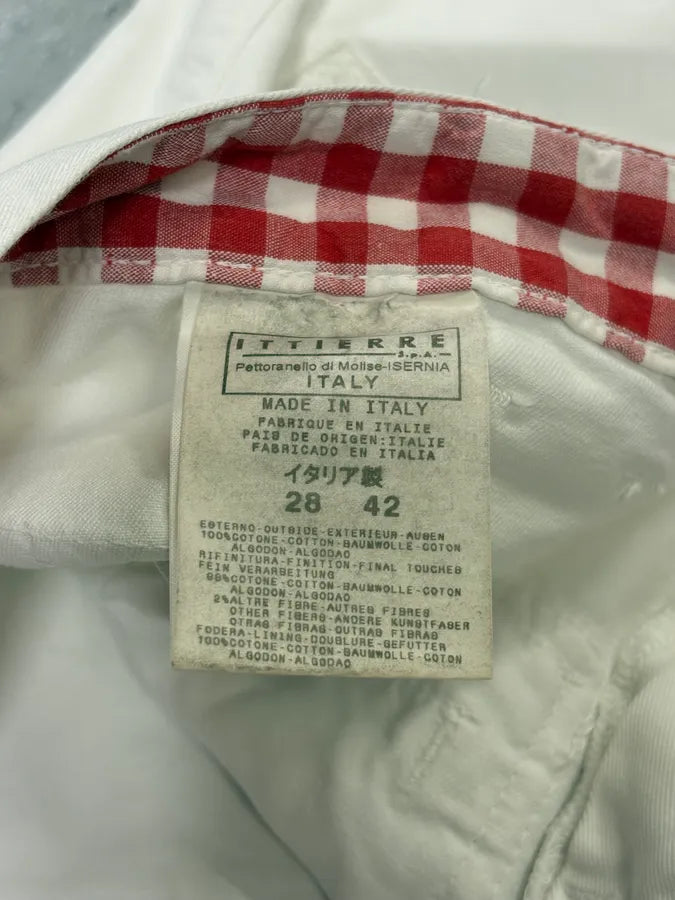 ITTIERRE
S.p.A.
Pettoranello di Molise-ISERNIA
ITALY
MADE IN ITALY
FABRIQUE EN ITALIE
PAIS DE ORIGEN:ITALIE
FABRICADO EN ITALIA
イタリア製
28 42
ESTERNO-OUTSIDE-EXTERIEUR-AUBEN
100%COTONE-COTTON-BAUMWOLLE-COTON
ALGODON-ALGODAO
RIFINITURA-FINITION-FINAL TOUCHES
FEIN VERARBEITUNG
98%COTONE-COTTON-BAUMWOLLE-COTON
ALGODON-ALGODAO
2%ALTRE FIBRE-AUTRES FIBRES
OTHER FIBERS-ANDERE KUNSTFASER
OTRAS FIBRAS-OUTRAS FIBRAS
FODERA-LINING-DOUBLURE-GEFUTTER
100%COTONE-COTTON-BAUMWOLLE-COTON
ALGODON-ALGODAO